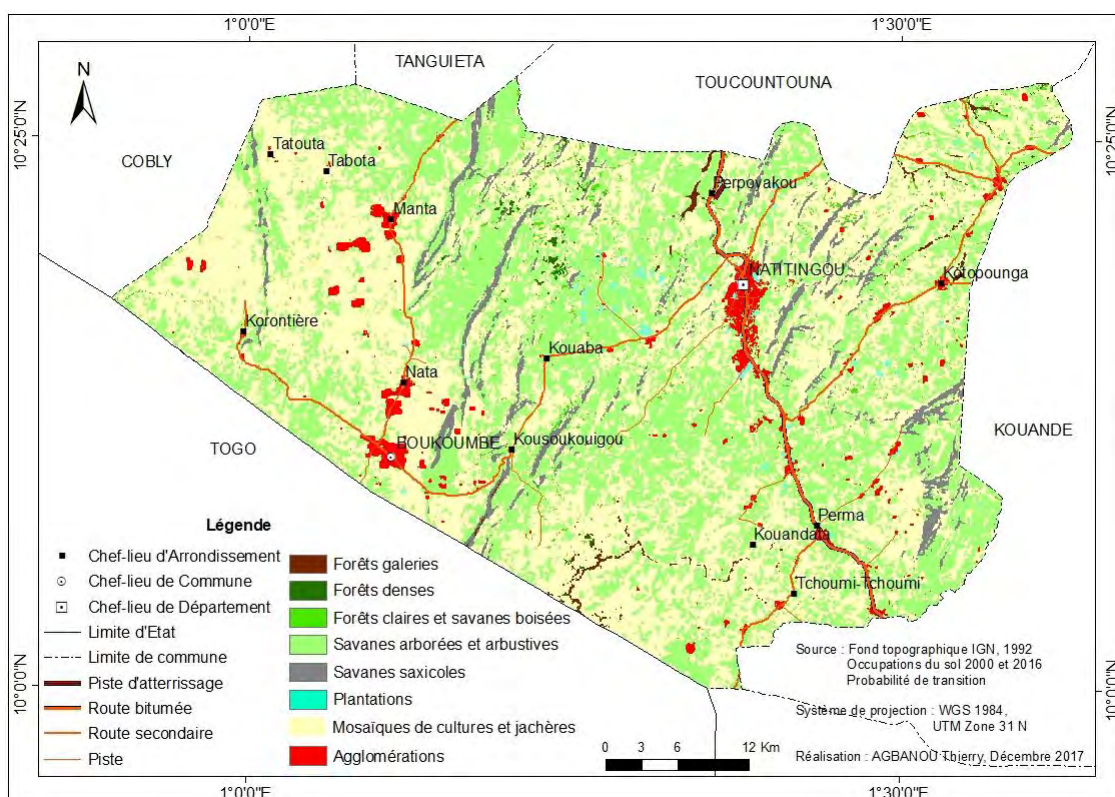 1°0'0"E
1°30'0"E
N
TANGUIETA
TOUCOUNTOUNA
10°25'0"N
10°25'0"N
COBLY
Tatouta
Tabota
Perpoyakou
Manta
NATITINGOU
Kotopounga
Korontière
Kouaba
Nata
KOUANDE
TOGO
BOUKOUMBE
Kousoukouigou
Perma
Kouandata
Tchoumi-Tchoumi
Légende
Chef-lieu d'Arrondissement
Chef-lieu de Commune
Chef-lieu de Département
Limite d'Etat
Limite de commune
Piste d'atterrissage
Route bitumée
Route secondaire
Piste
Forêts galeries
Forêts denses
Forêts claires et savanes boisées
Savanes arborées et arbustives
Savanes saxicoles
Plantations
Mosaïques de cultures et jachères
Agglomérations
0 3 6 12 Km
Source : Fond topographique IGN, 1992
Occupations du sol 2000 et 2016
Probabilité de transition
Système de projection : WGS 1984,
UTM Zone 31 N
Réalisation : AGBANOU Thierry, Décembre 2017
10°0'0"N
10°0'0"N
1°0'0"E
1°30'0"E